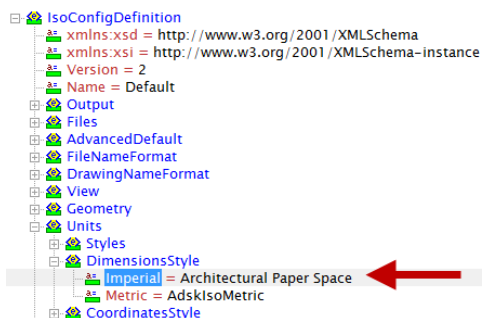 IsoConfigDefinition
xmlns:xsd = http://www.w3.org/2001/XMLSchema
xmlns:xsi = http://www.w3.org/2001/XMLSchema-instance
Version = 2
Name = Default
Output
Files
AdvancedDefault
FileNameFormat
DrawingNameFormat
View
Geometry
Units
Styles
DimensionsStyle
Imperial = Architectural Paper Space
Metric = AdskIsoMetric
CoordinatesStyle